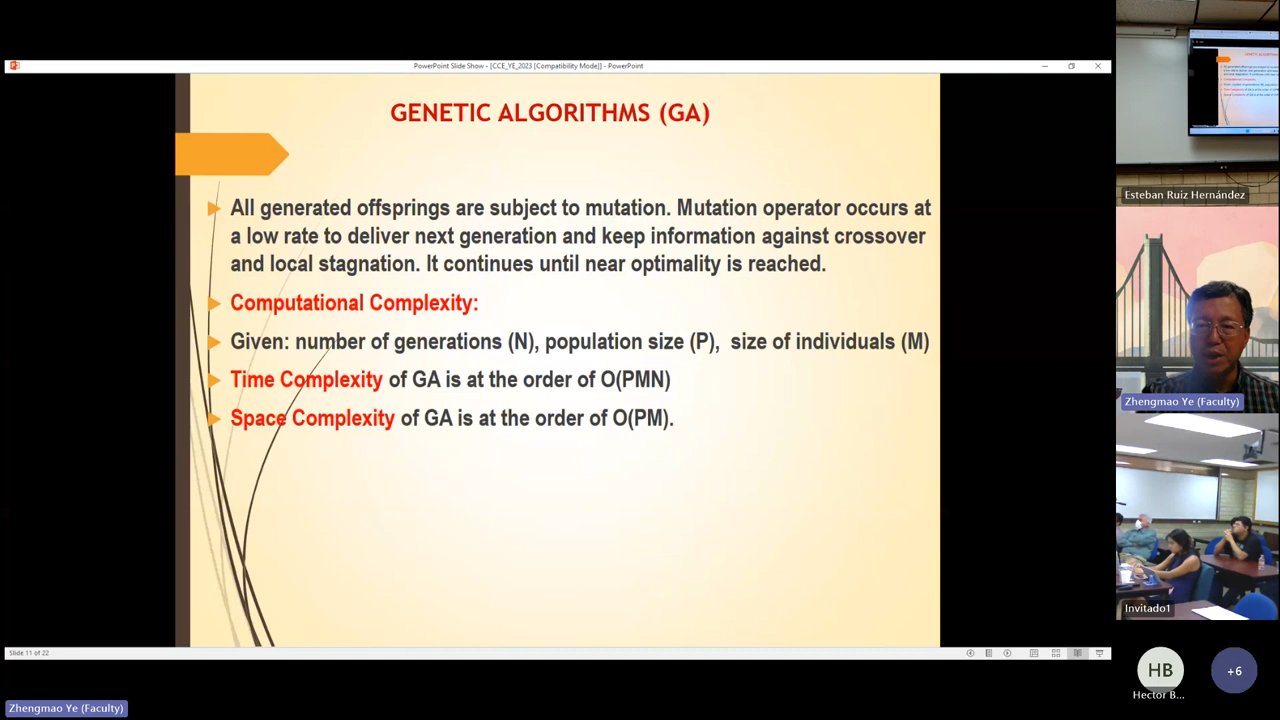 PowerPoint Slide Show - [CCE_YE_2023 [Compatibility Mode]] - PowerPoint
GENETIC ALGORITHMS (GA)
All generated offsprings are subject to mutation. Mutation operator occurs at
a low rate to deliver next generation and keep information against crossover
and local stagnation. It continues until near optimality is reached.
Computational Complexity:
Given: number of generations (N), population size (P), size of individuals (M)
Time Complexity of GA is at the order of O(PMN)
Space Complexity of GA is at the order of O(PM).
Slide 11 of 22
Zhengmao Ye (Faculty)
Esteban Ruiz Hernández
Zhengmao Ye (Faculty)
Invitado1
HB
Hector B...
+6